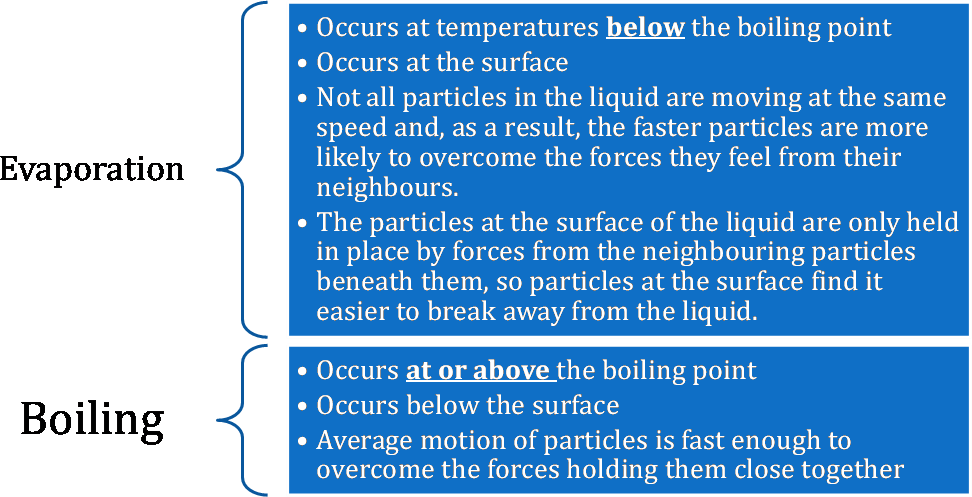 Evaporation
• Occurs at temperatures below the boiling point
• Occurs at the surface
• Not all particles in the liquid are moving at the same
speed and, as a result, the faster particles are more
likely to overcome the forces they feel from their
neighbours.
• The particles at the surface of the liquid are only held
in place by forces from the neighbouring particles
beneath them, so particles at the surface find it
easier to break away from the liquid.
Boiling
• Occurs at or above the boiling point
• Occurs below the surface
• Average motion of particles is fast enough to
overcome the forces holding them close together